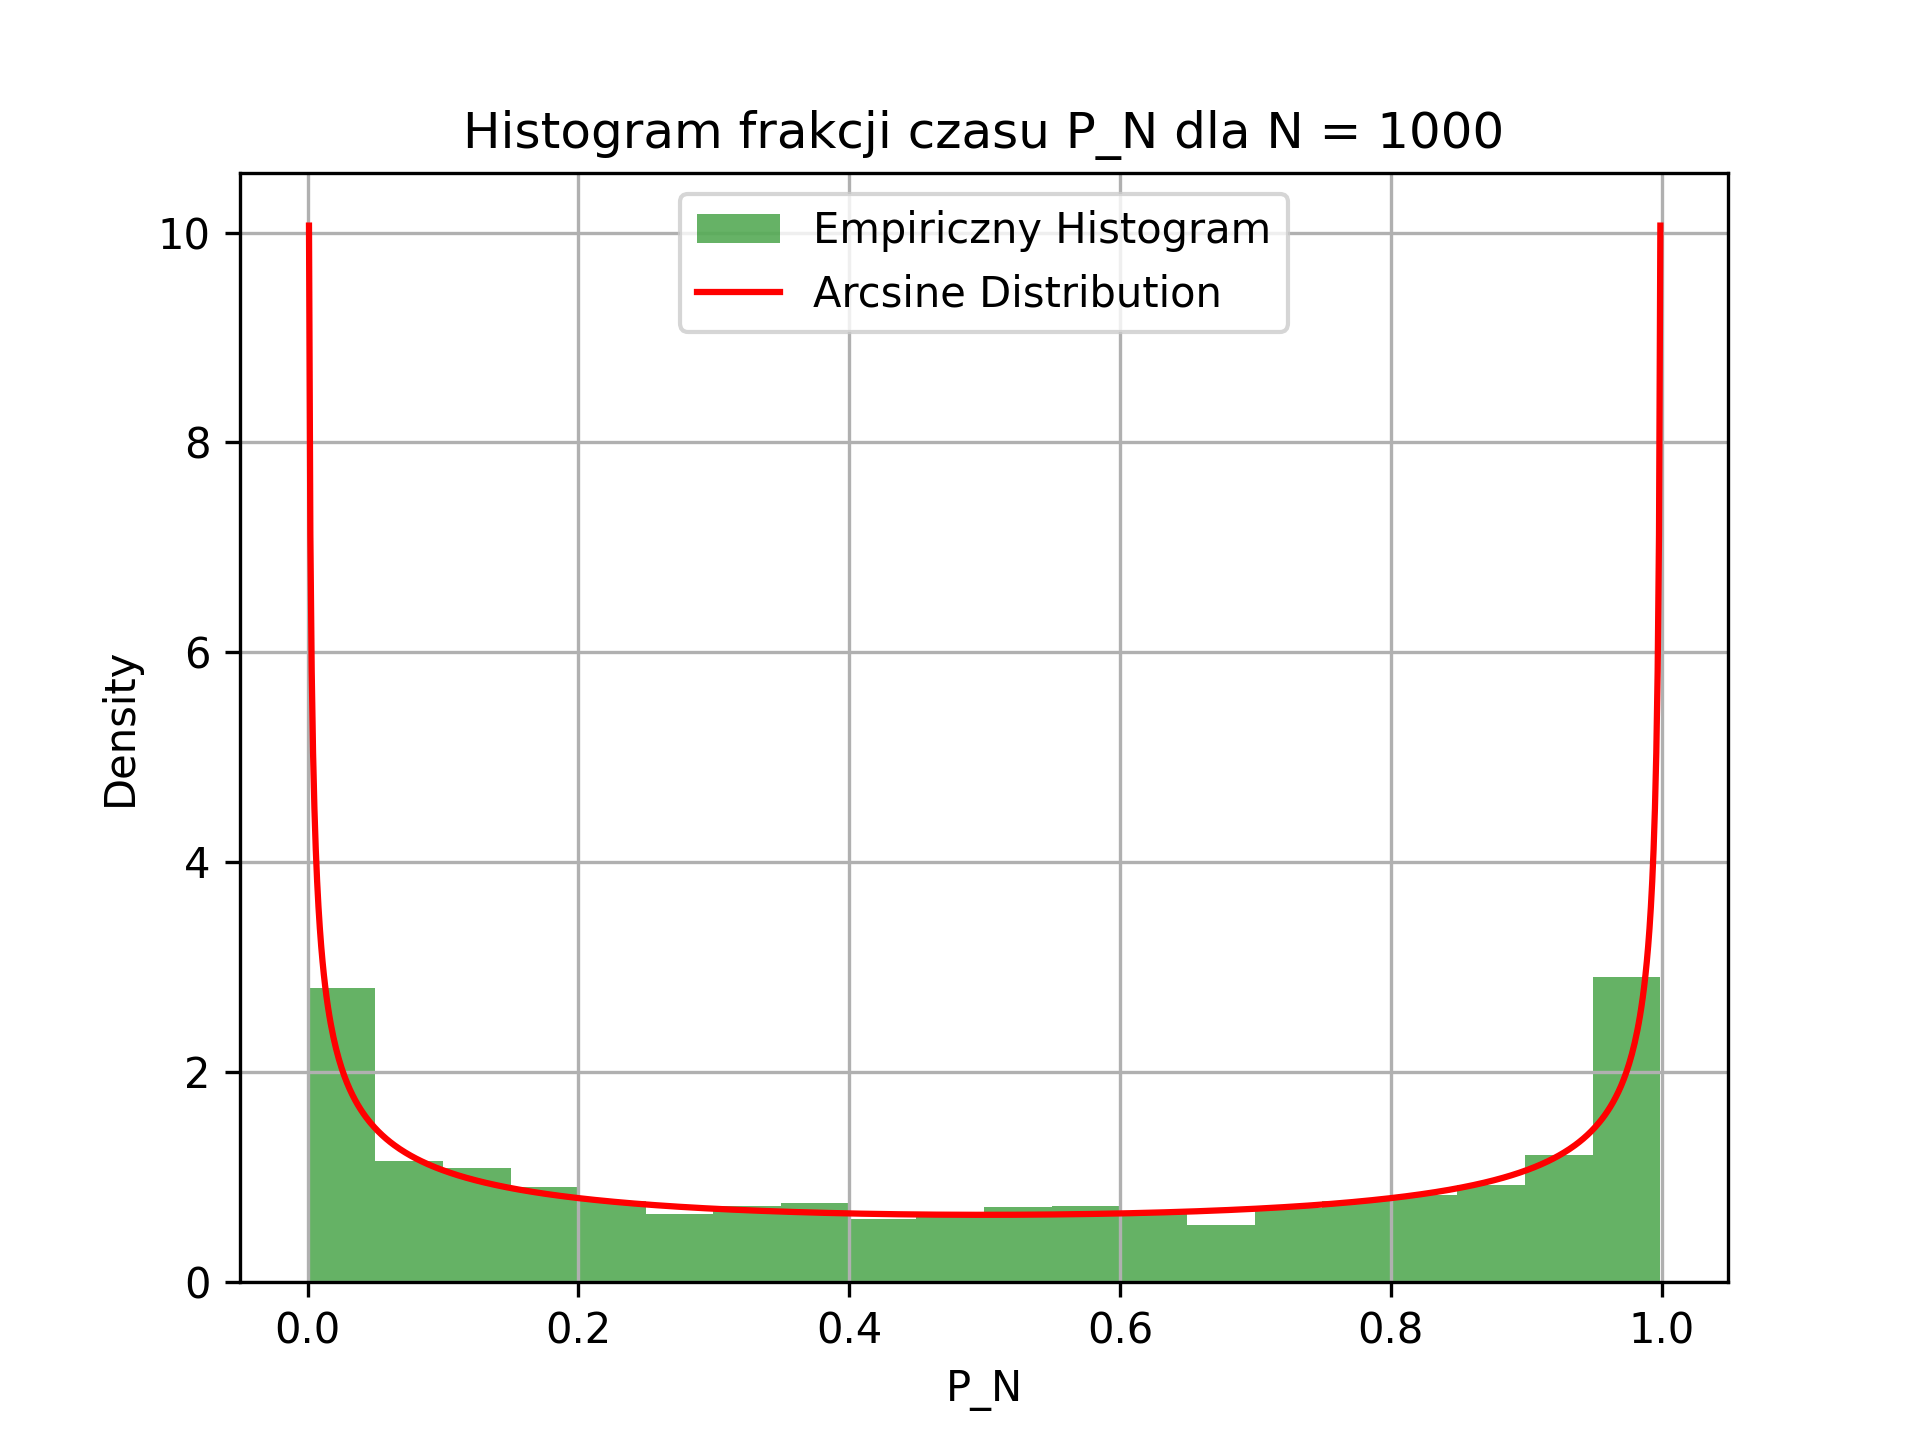 Histogram frakcji czasu P_N dla N = 1000
Empiriczny Histogram
Arcsine Distribution
10
8
6
4
2
0
Density
0.0 0.2 0.4 0.6 0.8 1.0
P_N